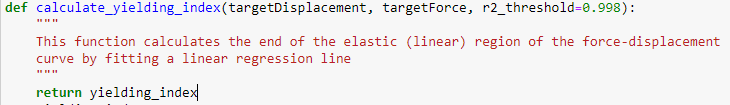 def calculate_yielding_index(targetDisplacement, targetForce, r2_threshold=0.998):
"""
This function calculates the end of the elastic (linear) region of the force-displacement
curve by fitting a linear regression line
"""
return yielding_index